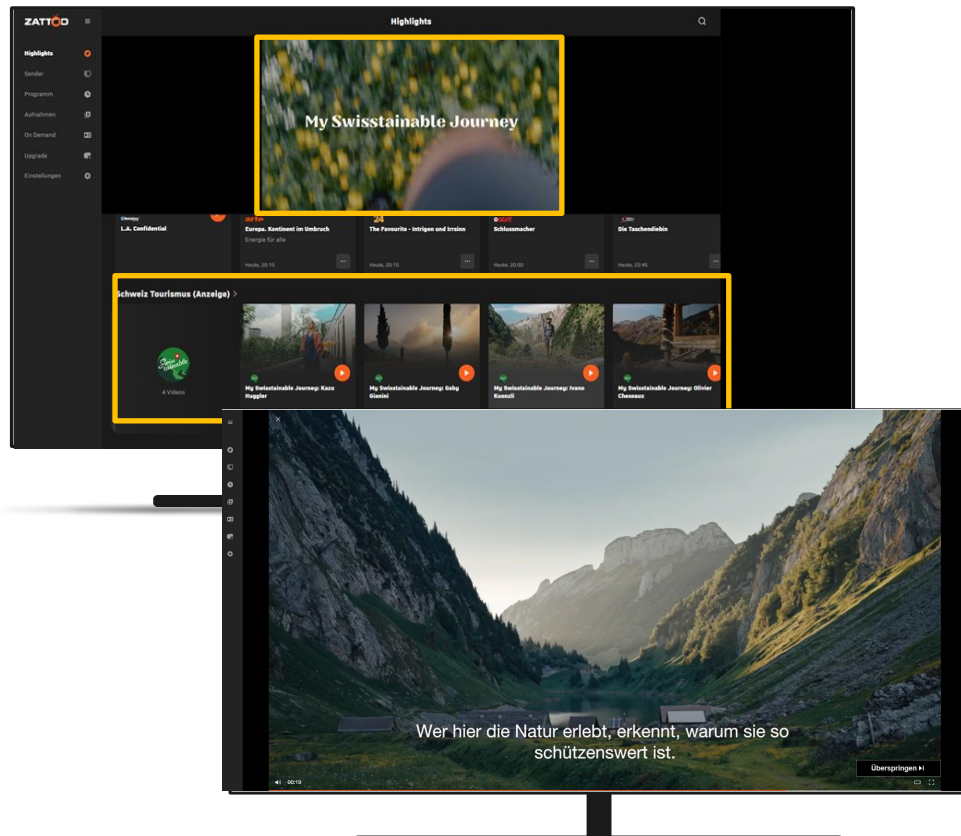 ZATTOO
Highlights
Highlights
Sender
Programm
Aufnahmen
On Demand
Upgrade
Einstellungen
My Swisstainable Journey
arte
24
L.A. Confidential
Europa. Kontinent im Umbruch
The Favourite - Intrigen und Irrsinn
Schlussmacher
Die Taschendiebin
Energie für alle
Heute, 20:15
Heute, 20:15
Heute, 20:00
Heute, 22:45
Schweiz Tourismus (Anzeige) >
Swisstainable
4 Videos
My Swisstainable Journey: Kazu
Huggler
My Swisstainable Journey: Gaby
Gianini
My Swisstainable Journey: Ivana
Kuenzli
My Swisstainable Journey: Olivier
Cheseaux
Wer hier die Natur erlebt, erkennt, warum sie so
schützenswert ist.
Überspringen
00:19